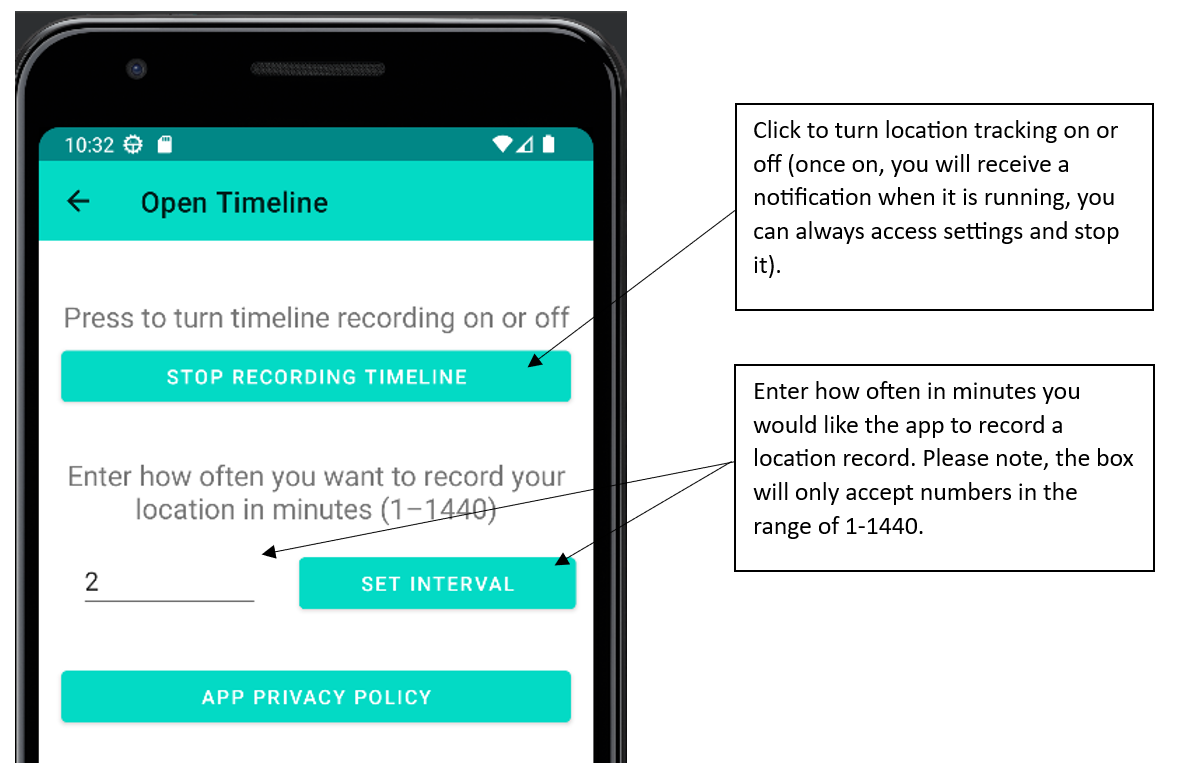 10:32
Open Timeline
Press to turn timeline recording on or off
STOP RECORDING TIMELINE
Enter how often you want to record your
location in minutes (1–1440)
2
SET INTERVAL
APP PRIVACY POLICY
Click to turn location tracking on or
off (once on, you will receive a
notification when it is running, you
can always access settings and stop
it).
Enter how often in minutes you
would like the app to record a
location record. Please note, the box
will only accept numbers in the
range of 1-1440.